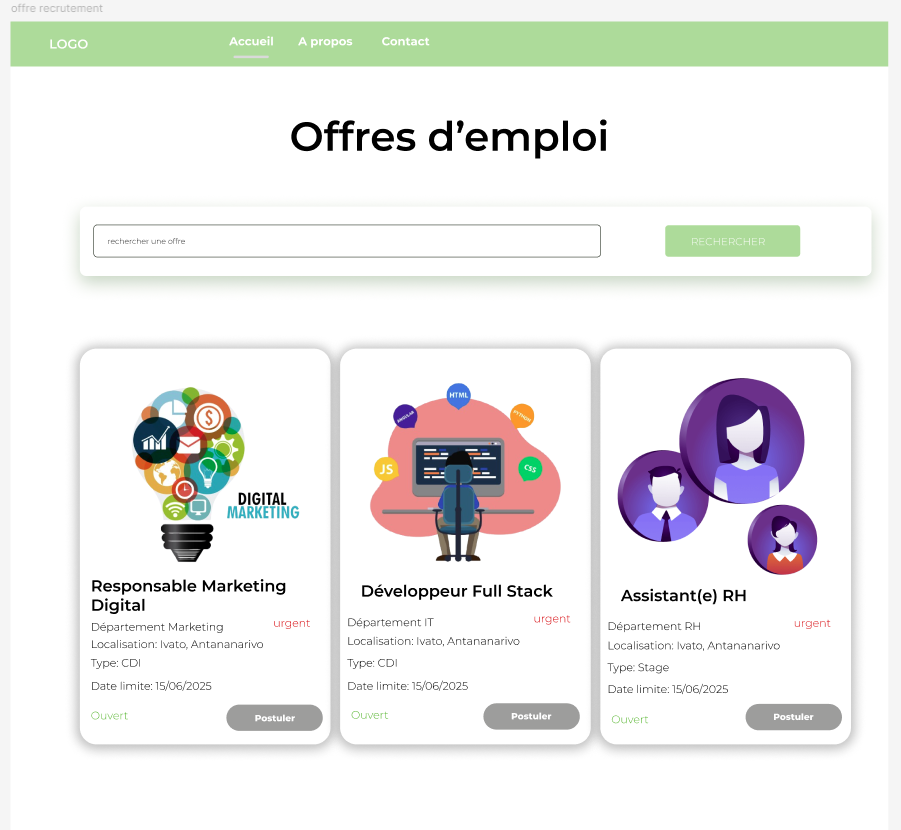 offre recrutement
LOGO
Accueil
A propos
Contact
Offres d’emploi
rechercher une offre
RECHERCHER
DIGITAL
MARKETING
Responsable Marketing
Digital
Département Marketing
urgent
Localisation: Ivato, Antananarivo
Type: CDI
Date limite: 15/06/2025
Ouvert
Postuler
HTML
ANGULAR
PYTHON
JS
CSS
Développeur Full Stack
Département IT
urgent
Localisation: Ivato, Antananarivo
Type: CDI
Date limite: 15/06/2025
Ouvert
Postuler
Assistant(e) RH
Département RH
urgent
Localisation: Ivato, Antananarivo
Type: Stage
Date limite: 15/06/2025
Ouvert
Postuler